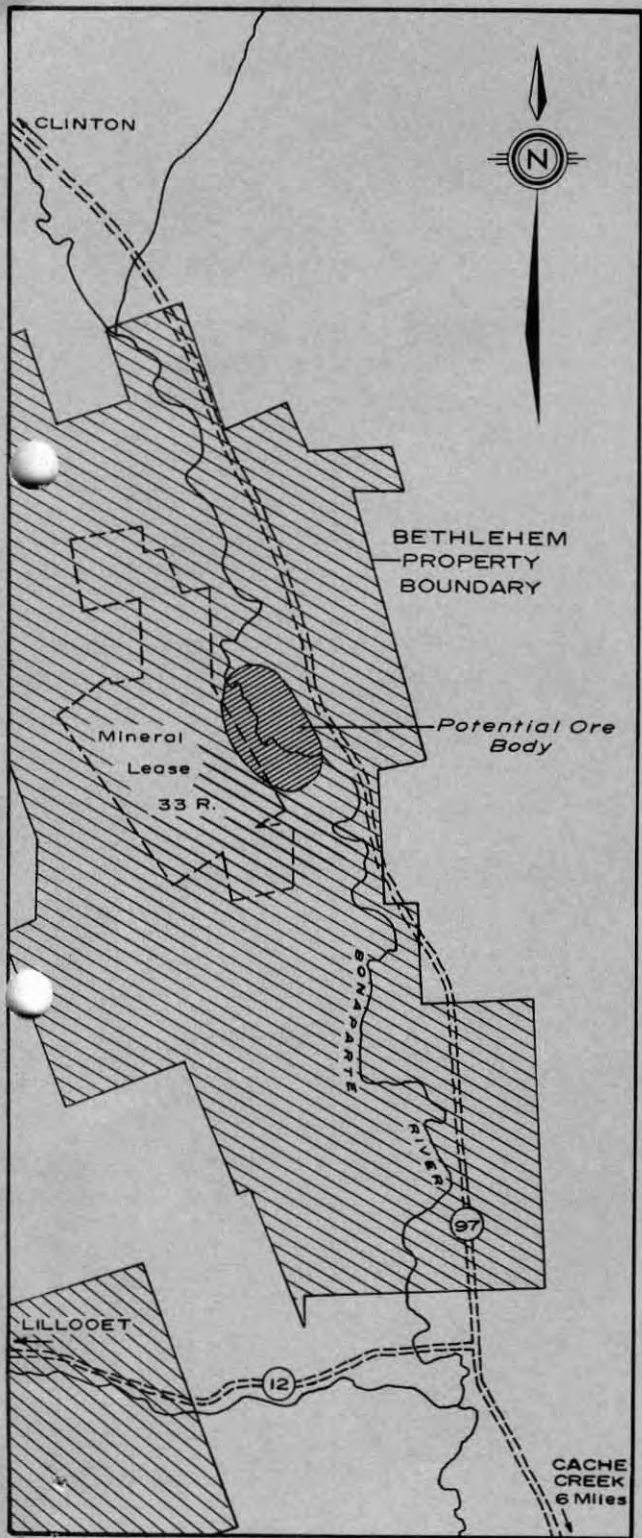 CLINTON
N
BETHLEHEM
PROPERTY
BOUNDARY
Potential Ore
Body
Mineral
Lease
33 R.
BONAPARTE
RIVER
97
LILLOOET
12
CACHE
CREEK
6 Miles